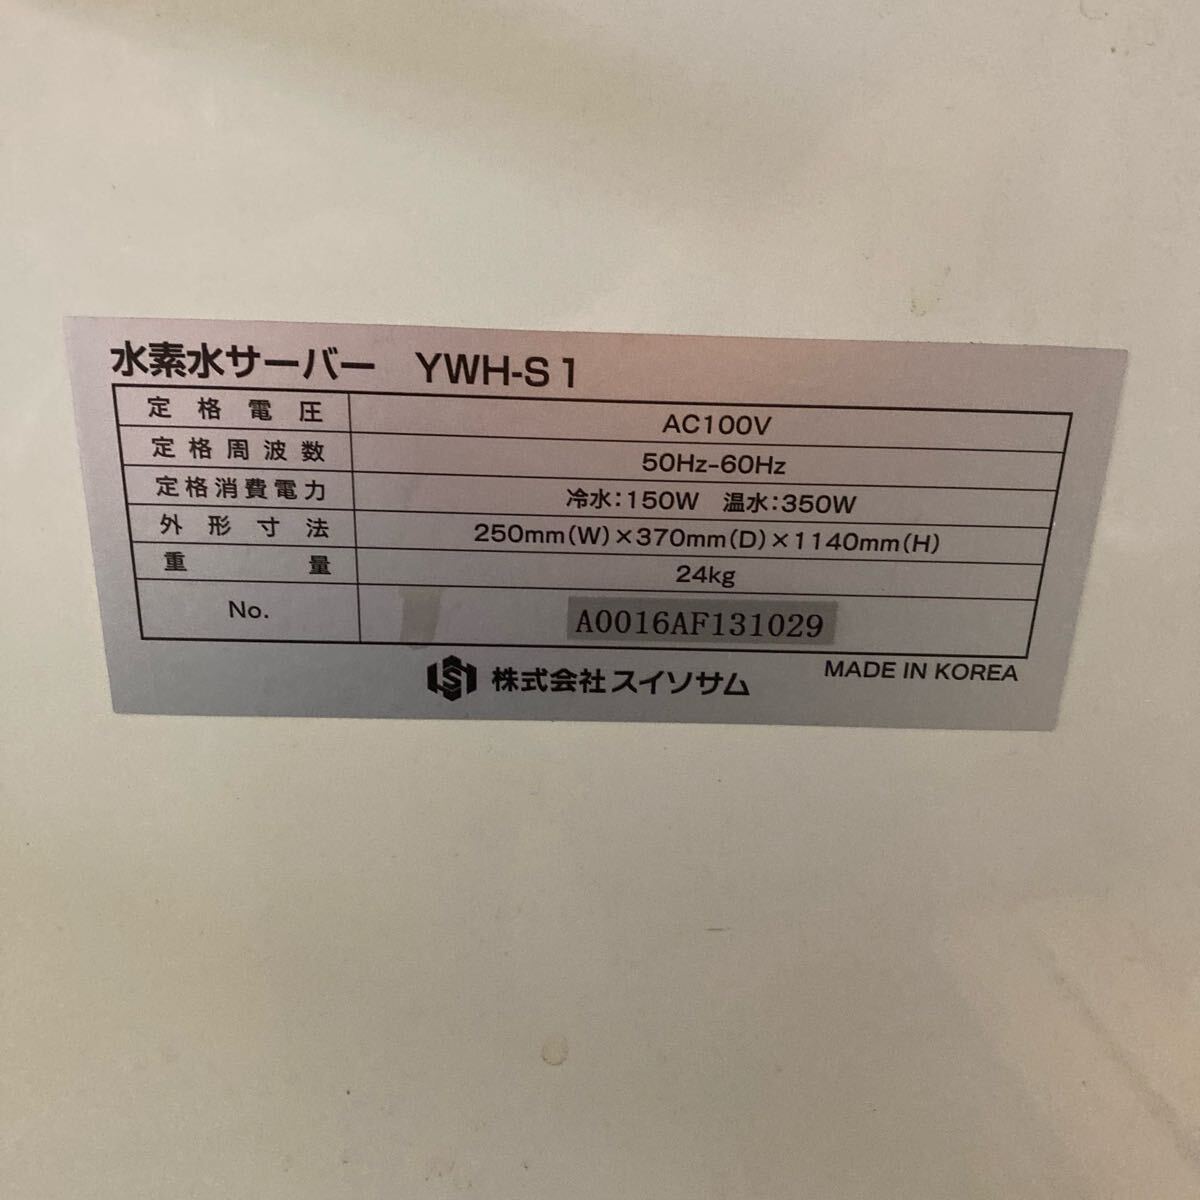 水素水サーバー YWH-S1
定格電圧 AC100V
定格周波数 50Hz-60Hz
定格消費電力 冷水:150W 温水:350W
外形寸法 250mm(W)×370mm(D)×1140mm(H)
重量 24kg
No. A0016AF131029
株式会社スイソサム MADE IN KOREA